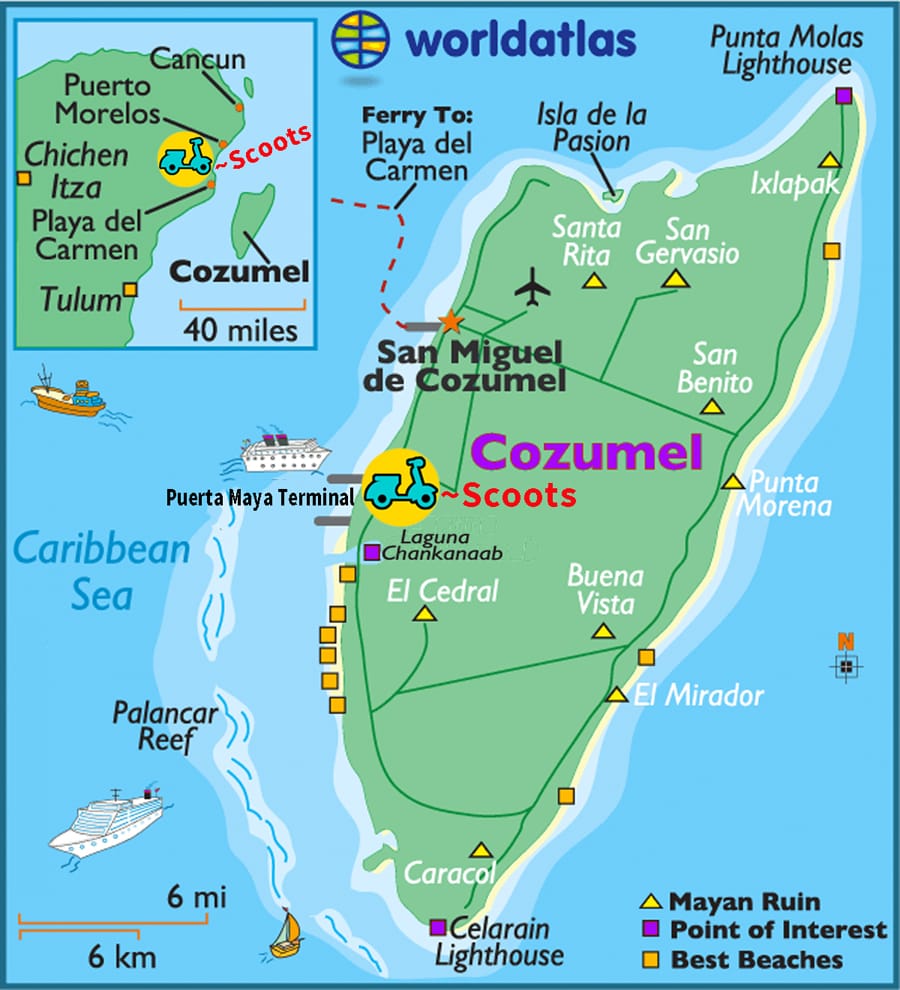 worldatlas
Punta Molas
Lighthouse
Cancun
Puerto
Morelos
~Scoots
Chichen
Itza
Playa del
Carmen
Cozumel
Tulum
40 miles
Ferry To:
Playa del
Carmen
Isla de la
Pasion
Ixlapak
Santa
Rita
San
Gervasio
San Miguel
de Cozumel
San
Benito
Cozumel
~Scoots
Puerta Maya Terminal
Punta
Morena
Laguna
Chankanaab
Caribbean
Sea
El Cedral
Buena
Vista
N
El Mirador
Palancar
Reef
Caracol
6 mi
6 km
Celarain
Lighthouse
Mayan Ruin
Point of Interest
Best Beaches